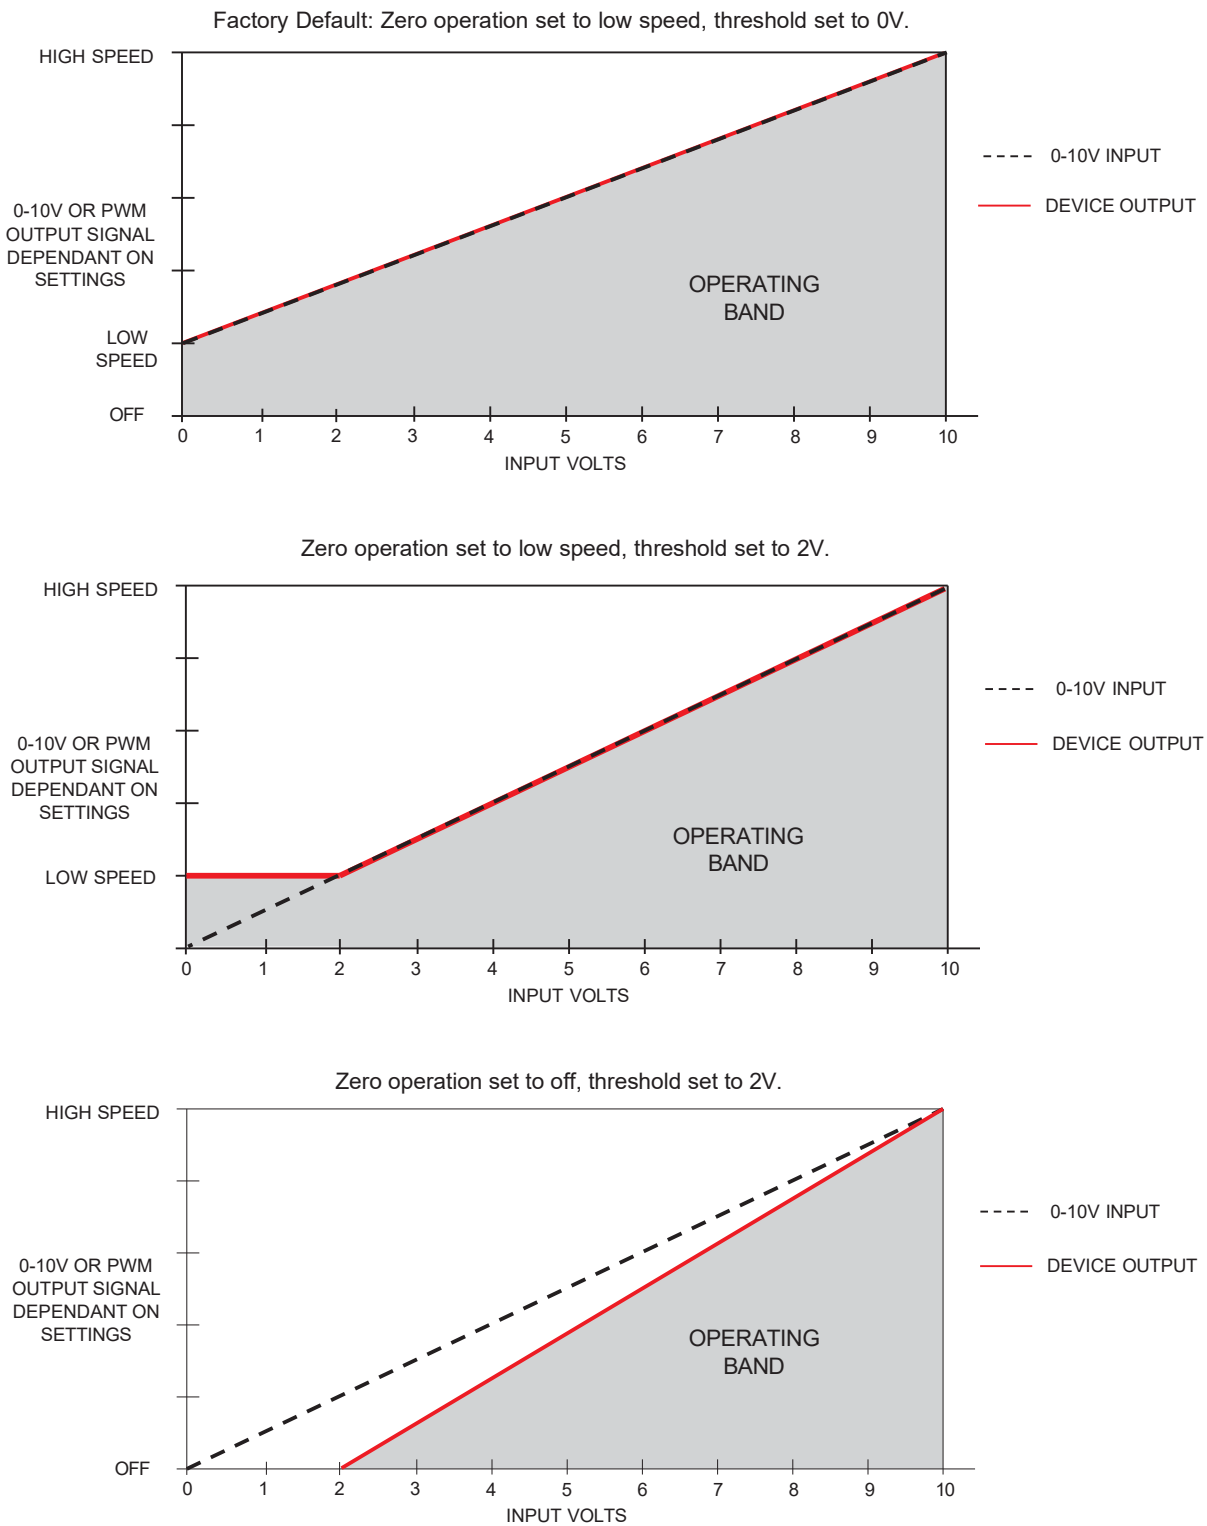 Factory Default: Zero operation set to low speed, threshold set to 0V.
HIGH SPEED
0-10V OR PWM
OUTPUT SIGNAL
DEPENDANT ON
SETTINGS
LOW
SPEED
OFF
0 1 2 3 4 5 6 7 8 9 10
INPUT VOLTS
OPERATING
BAND
0-10V INPUT
DEVICE OUTPUT
Zero operation set to low speed, threshold set to 2V.
HIGH SPEED
0-10V OR PWM
OUTPUT SIGNAL
DEPENDANT ON
SETTINGS
LOW SPEED
0 1 2 3 4 5 6 7 8 9 10
INPUT VOLTS
OPERATING
BAND
0-10V INPUT
DEVICE OUTPUT
Zero operation set to off, threshold set to 2V.
HIGH SPEED
0-10V OR PWM
OUTPUT SIGNAL
DEPENDANT ON
SETTINGS
OFF
0 1 2 3 4 5 6 7 8 9 10
INPUT VOLTS
OPERATING
BAND
0-10V INPUT
DEVICE OUTPUT